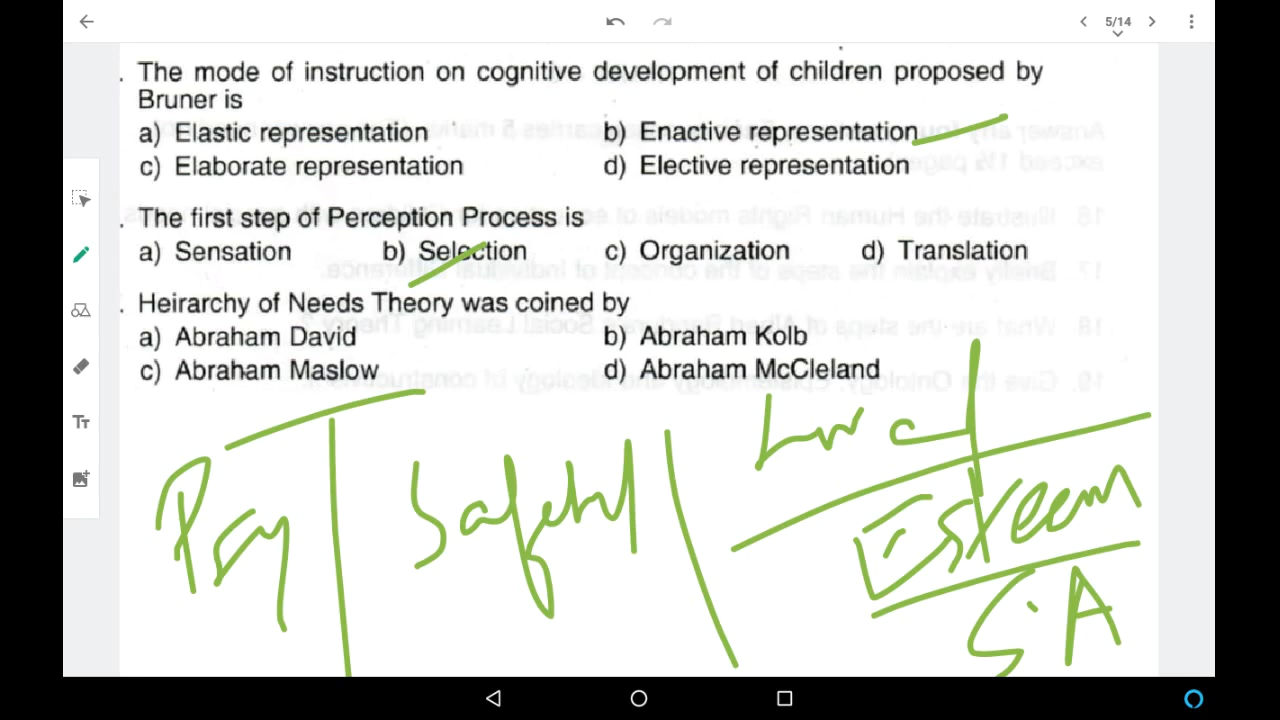 5/14
. The mode of instruction on cognitive development of children proposed by
Bruner is
a) Elastic representation b) Enactive representation
c) Elaborate representation d) Elective representation
. The first step of Perception Process is
a) Sensation b) Selection c) Organization d) Translation
. Heirarchy of Needs Theory was coined by
a) Abraham David b) Abraham Kolb
c) Abraham Maslow d) Abraham McCleland
Psy Safety
Esteem
S.A
Tт